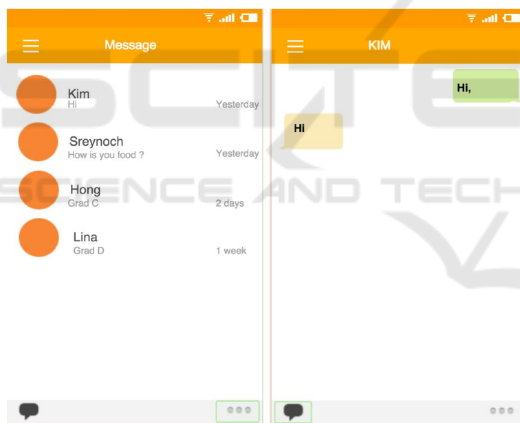 Message
Kim
Hi
Yesterday
Sreynoch
How is you food ?
Yesterday
Hong
Grad C
2 days
Lina
Grad D
1 week
KIM
Hi,
Hi
SCITE
SCIENCE AND TECH